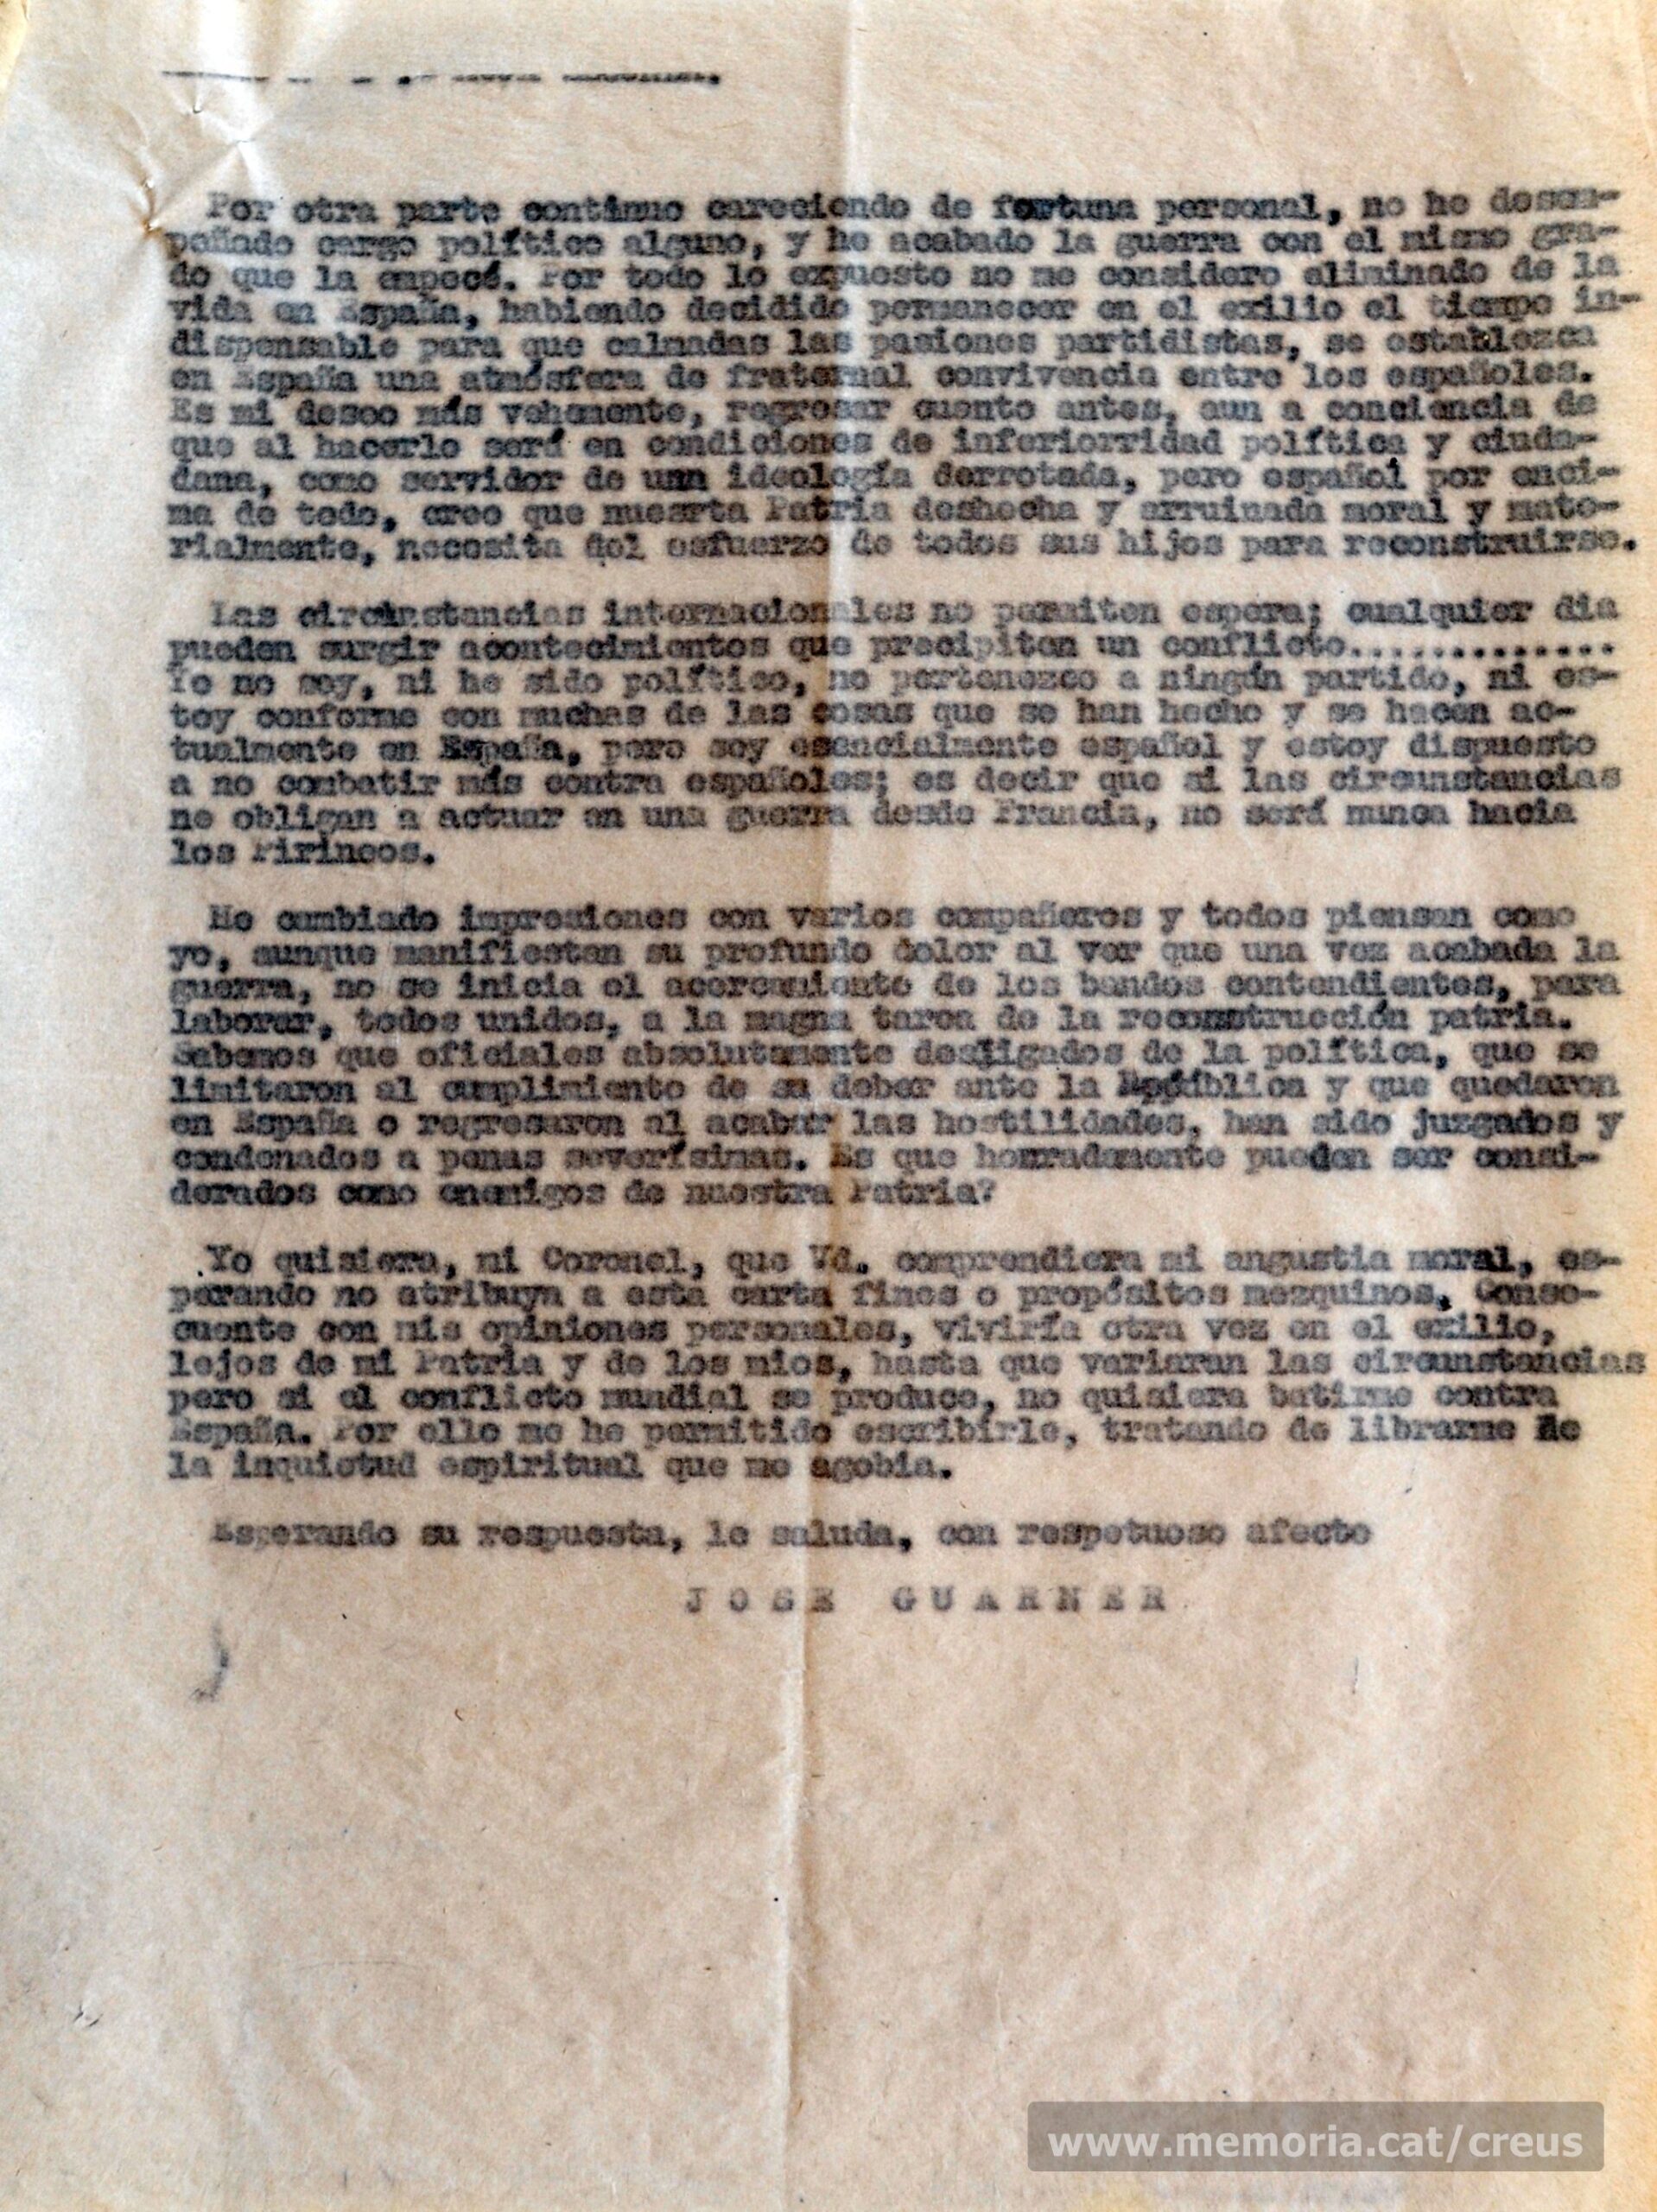 Por otra parte continuo careciendo de fortuna personal, no he desem-
peñado cargo político alguno, y he acabado la guerra con el mismo gra-
do que la empecé. Por todo lo expuesto no me considero eliminado de la
vida en España, habiendo decidido permanecer en el exilio el tiempo in-
dispensable para que calmadas las pasiones partidistas, se establezca
en España una atmósfera de fraternal convivencia entre los españoles.
Es mi deseo más vehemente, regresar cuanto antes, aun a conciencia de
que al hacerlo será en condiciones de inferiorridad política y ciuda-
dana, como servidor de una ideología derrotada, pero español por enci-
ma de todo, creo que nuesrta Patria deshecha y arruinada moral y mate-
rialmente, necesita del esfuerzo de todos sus hijos para reconstruirse.
Las circunstancias internacionales no permiten espera; cualquier dia
pueden surgir acontecimientos que precipiten un conflicto.............
Yo no soy, ni he sido político, no pertenezco a ningún partido, ni es-
toy conforme con muchas de las cosas que se han hecho y se hacen ac-
tualmente en España, pero soy esencialmente español y estoy dispuesto
a no combatir más contra españoles; es decir que si las circunstancias
me obligan a actuar en una guerra desde Francia, no será nunca hacia
los Pirineos.
He cambiado impresiones con varios compañeros y todos piensan como
yo, aunque manifiestan su profundo dolor al ver que una vez acabada la
guerra, no se inicia el acercamiento de los bandos contendientes, para
laborar, todos unidos, a la magna tarea de la reconstrucción patria.
Sabemos que oficiales absolutamente desligados de la política, que se
limitaron al cumplimiento de su deber ante la República y que quedaron
en España o regresaron al acabar las hostilidades, han sido juzgados y
condenados a penas severísimas. Es que honradamente pueden ser consi-
derados como enemigos de nuestra Patria?
Yo quisiera, mi Coronel, que Vd. comprendiera mi angustia moral, es-
perando no atribuya a esta carta fines o propósitos mezquinos. Conse-
cuente con mis opiniones personales, viviría otra vez en el exilio,
lejos de mi Patria y de los mios, hasta que variaran las circunstancias
pero si el conflicto mundial se produce, no quisiera batirme contra
España. Por ello me he permitido escribirle, tratando de librarme de
la inquietud espiritual que me agobia.
Esperando su respuesta, le saluda, con respetuoso afecto
JOSE GUARNER
www.memoria.cat/creus